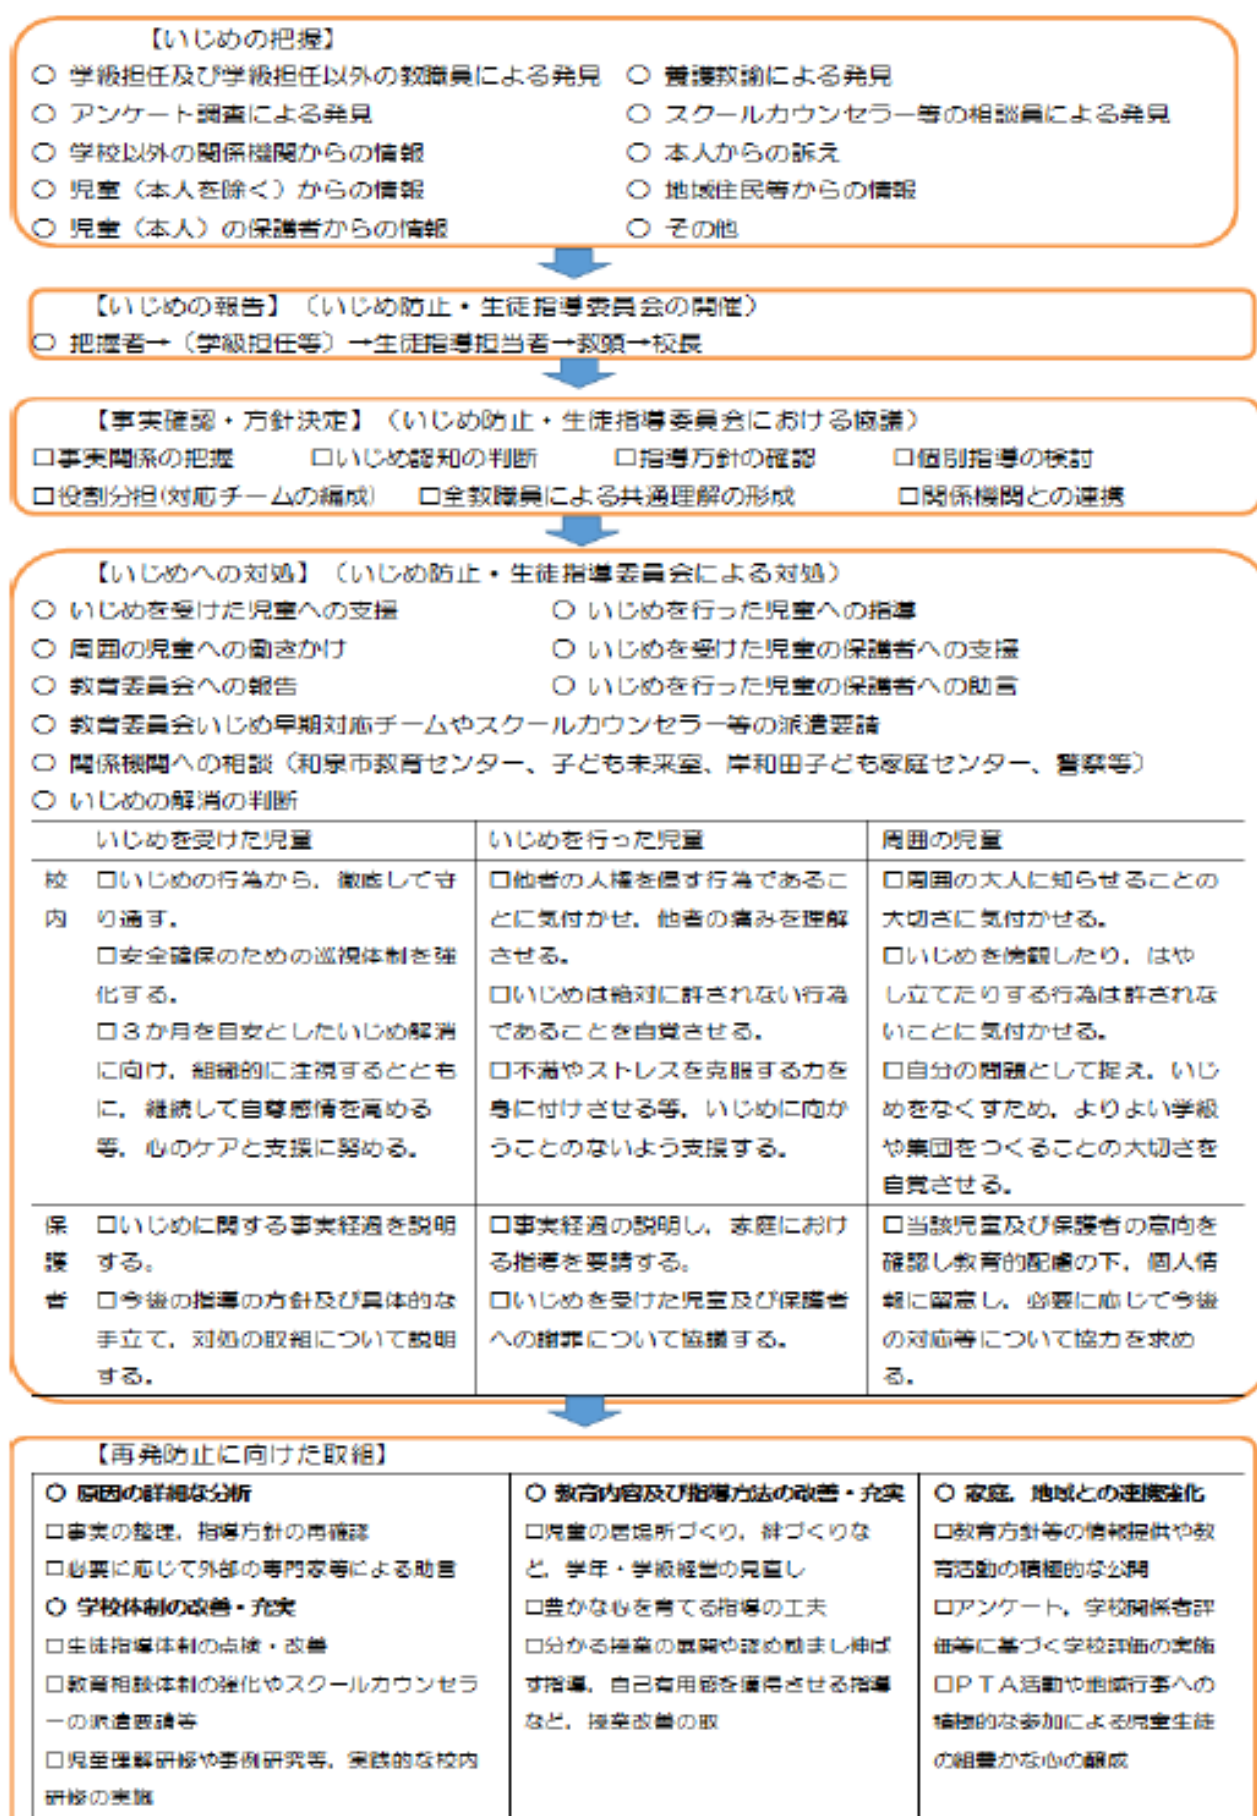 【いじめの把握】
○ 学級担任及び学級担任以外の教職員による発見 ○ 養護教諭による発見
○ アンケート調査による発見 ○ スクールカウンセラー等の相談員による発見
○ 学校以外の関係機関からの情報 ○ 本人からの訴え
○ 児童（本人を除く）からの情報 ○ 地域住民等からの情報
○ 児童（本人）の保護者からの情報 ○ その他
【いじめの報告】（いじめ防止・生徒指導委員会の開催）
○ 把握者→（学級担任等）→生徒指導担当者→教頭→校長
【事実確認・方針決定】（いじめ防止・生徒指導委員会における協議）
□事実関係の把握 □いじめ認知の判断 □指導方針の確認 □個別指導の検討
□役割分担(対応チームの編成) □全教職員による共通理解の形成 □関係機関との連携
【いじめへの対処】（いじめ防止・生徒指導委員会による対処）
○ いじめを受けた児童への支援 ○ いじめを行った児童への指導
○ 周囲の児童への働きかけ ○ いじめを受けた児童の保護者への支援
○ 教育委員会への報告 ○ いじめを行った児童の保護者への助言
○ 教育委員会いじめ早期対応チームやスクールカウンセラー等の派遣要請
○ 関係機関への相談（和泉市教育センター、子ども未来室、岸和田子ども家庭センター、警察等）
○ いじめの解消の判断
いじめを受けた児童 いじめを行った児童 周囲の児童
校内
□いじめの行為から，徹底して守
り通す。
□安全確保のための巡視体制を強
化する。
□３か月を目安としたいじめ解消
に向け，組織的に注視するととも
に，継続して自尊感情を高める
等，心のケアと支援に努める。
□他者の人権を侵す行為であるこ
とに気付かせ，他者の痛みを理解
させる。
□いじめは絶対に許されない行為
であることを自覚させる。
□不満やストレスを克服する力を
身に付けさせる等，いじめに向か
うことのないよう支援する。
□周囲の大人に知らせることの
大切さに気付かせる。
□いじめを傍観したり，はや
し立てたりする行為は許されな
いことに気付かせる。
□自分の問題として捉え，いじ
めをなくすため，よりよい学級
や集団をつくることの大切さを
自覚させる。
保護者
□いじめに関する事実経過を説明
する。
□今後の指導の方針及び具体的な
手立て，対処の取組について説明
する。
□事実経過の説明し，家庭におけ
る指導を要請する。
□いじめを受けた児童及び保護者
への謝罪について協議する。
□当該児童及び保護者の意向を
確認し教育的配慮の下，個人情
報に留意し，必要に応じて今後
の対応等について協力を求め
る。
【再発防止に向けた取組】
○ 原因の詳細な分析
□事実の整理，指導方針の再確認
□必要に応じて外部の専門家等による助言
○ 学校体制の改善・充実
□生徒指導体制の点検・改善
□教育相談体制の強化やスクールカウンセラ
ーの派遣要請等
□児童理解研修や事例研究等，実践的な校内
研修の実施
○ 教育内容及び指導方法の改善・充実
□児童の居場所づくり，絆づくりな
ど，学年・学級経営の見直し
□豊かな心を育てる指導の工夫
□分かる授業の展開や認め励まし伸ば
す指導，自己有用感を獲得させる指導
など，授業改善の取
○ 家庭，地域との連携強化
□教育方針等の情報提供や教
育活動の積極的な公開
□アンケート，学校関係者評
価等に基づく学校評価の実施
□ＰＴＡ活動や地域行事への
積極的な参加による児童生徒
の組豊かな心の醸成